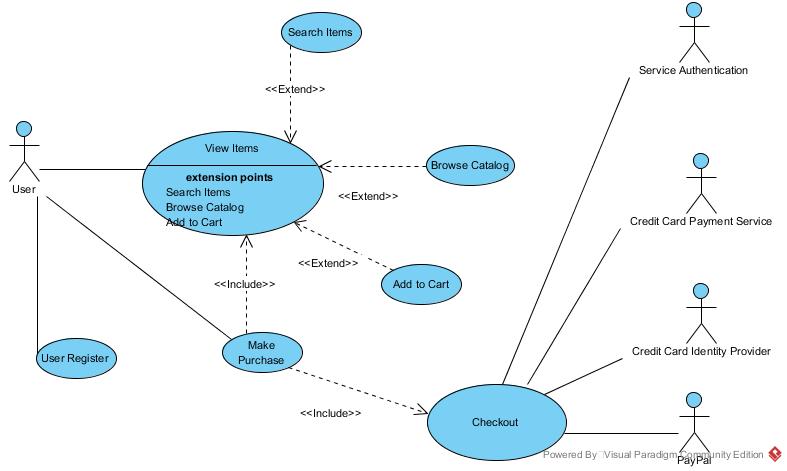 Search Items
Service Authentication
<<Extend>>
View Items
extension points
Search Items
Browse Catalog
Add to Cart
Browse Catalog
<<Extend>>
User
Credit Card Payment Service
<<Extend>>
Add to Cart
<<Include>>
User Register
Make
Purchase
Credit Card Identity Provider
<<Include>>
Checkout
Powered By Visual Paradigm Community Edition
PayPal